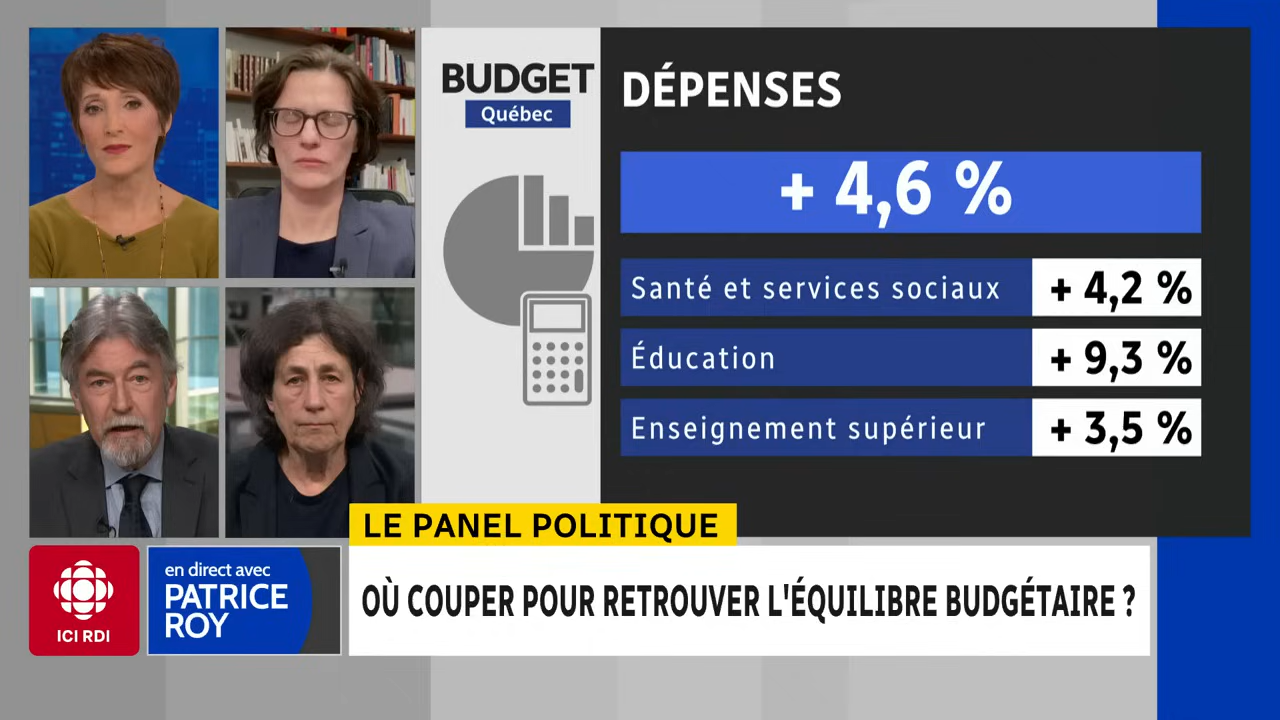 BUDGET
Québec
DÉPENSES
+ 4,6 %
Santé et services sociaux + 4,2 %
Éducation + 9,3 %
Enseignement supérieur + 3,5 %
LE PANEL POLITIQUE
OÙ COUPER POUR RETROUVER L'ÉQUILIBRE BUDGÉTAIRE ?
ICI RDI
en direct avec
PATRICE
ROY